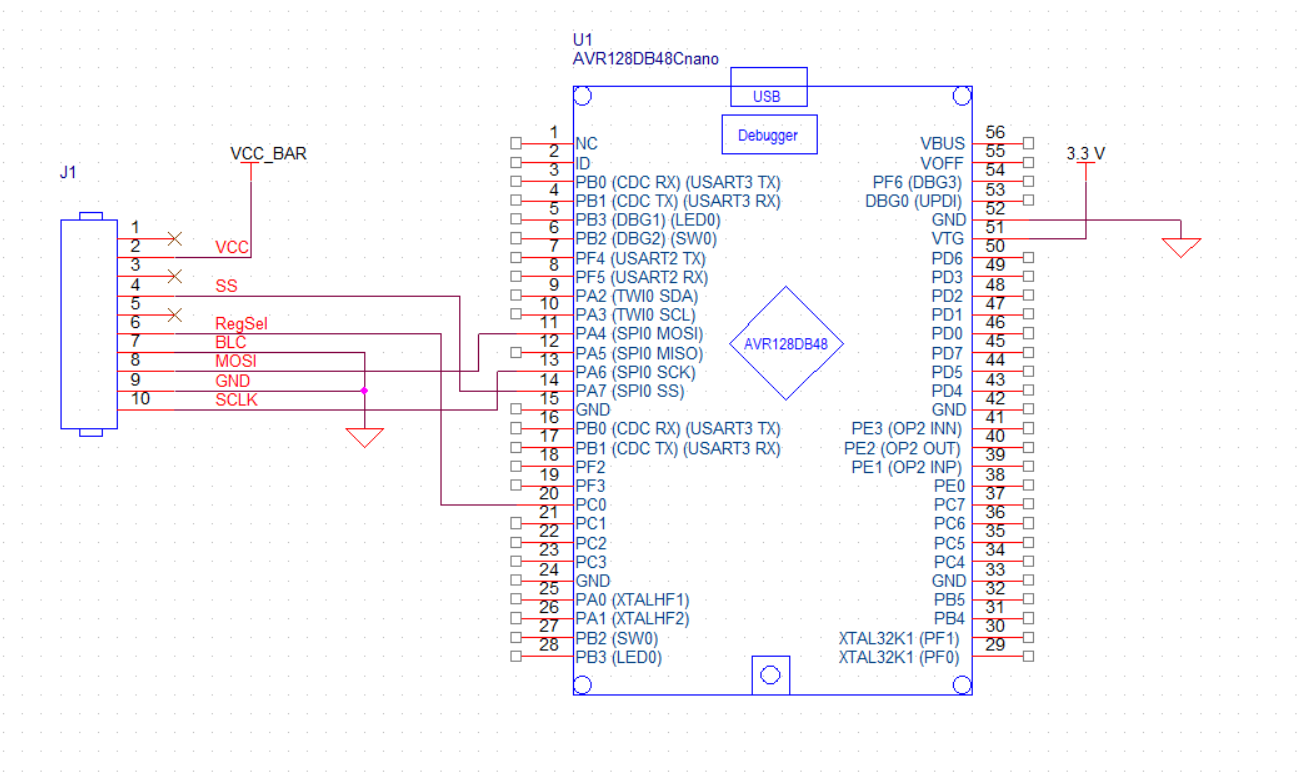 U1
AVR128DB48Cnano
USB
Debugger
J1
VCC_BAR
3.3 V
1
2 VCC
3
4 SS
5
6 RegSel
7 BLC
8 MOSI
9 GND
10 SCLK
1 NC
2 ID
3 PB0 (CDC RX) (USART3 TX)
4 PB1 (CDC TX) (USART3 RX)
5 PB3 (DBG1) (LED0)
6 PB2 (DBG2) (SW0)
7 PF4 (USART2 TX)
8 PF5 (USART2 RX)
9 PA2 (TWI0 SDA)
10 PA3 (TWI0 SCL)
11 PA4 (SPI0 MOSI)
12 PA5 (SPI0 MISO)
13 PA6 (SPI0 SCK)
14 PA7 (SPI0 SS)
15 GND
16 PB0 (CDC RX) (USART3 TX)
17 PB1 (CDC TX) (USART3 RX)
18 PF2
19 PF3
20 PC0
21 PC1
22 PC2
23 PC3
24 GND
25 PA0 (XTALHF1)
26 PA1 (XTALHF2)
27 PB2 (SW0)
28 PB3 (LED0)
AVR128DB48
VBUS 56
VOFF 55
PF6 (DBG3) 54
DBG0 (UPDI) 53
GND 52
VTG 51
PD6 50
PD3 49
PD2 48
PD1 47
PD0 46
PD7 45
PD5 44
PD4 43
GND 42
PE3 (OP2 INN) 41
PE2 (OP2 OUT) 40
PE1 (OP2 INP) 39
PE0 38
PC7 37
PC6 36
PC5 35
PC4 34
GND 33
PB5 32
PB4 31
XTAL32K1 (PF1) 30
XTAL32K1 (PF0) 29